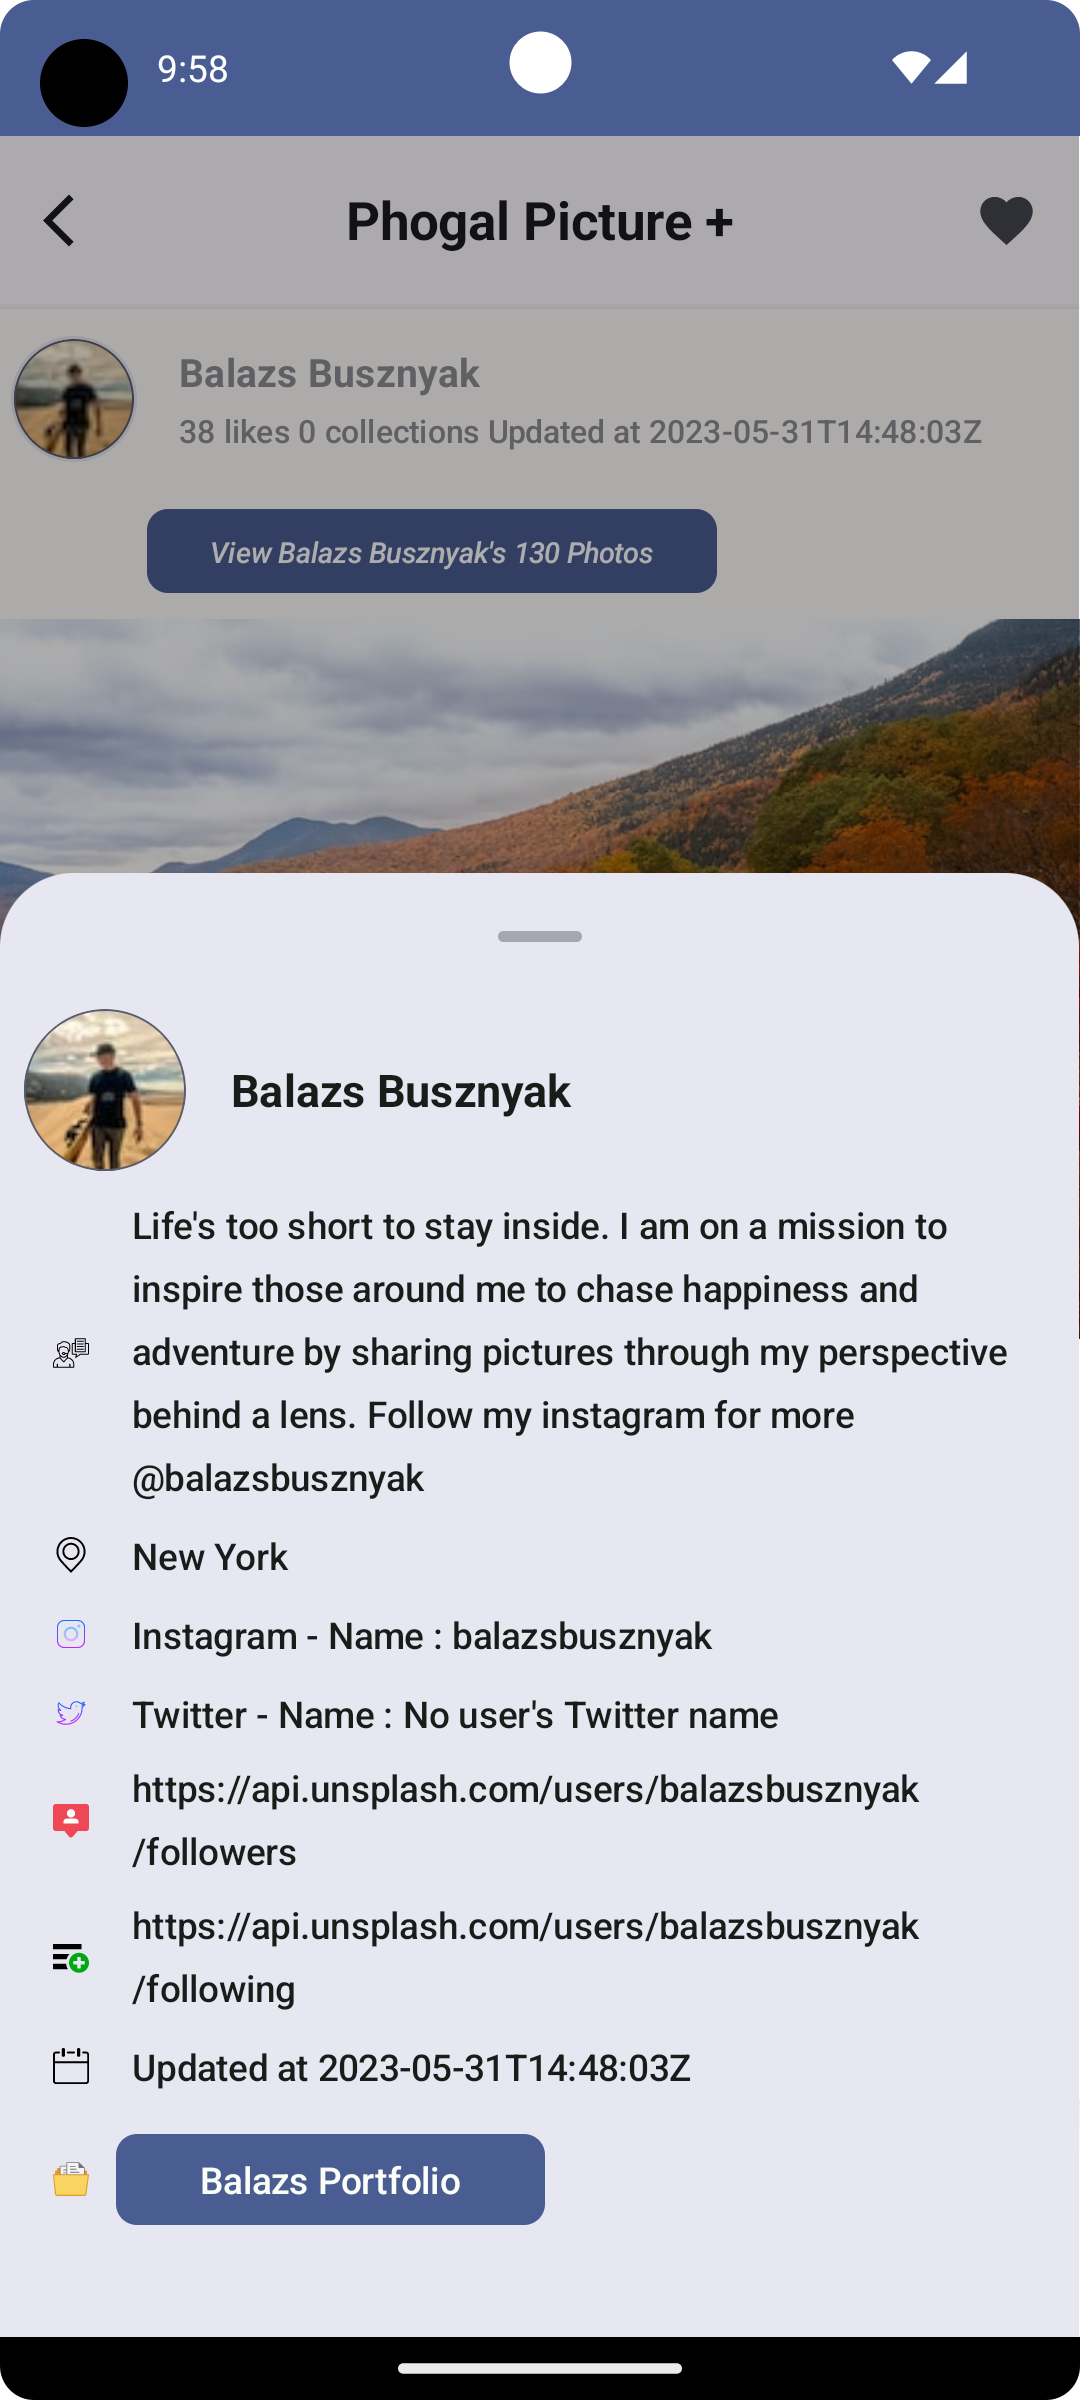 9:58
Phogal Picture +
Balazs Busznyak
38 likes 0 collections Updated at 2023-05-31T14:48:03Z
View Balazs Busznyak's 130 Photos
Balazs Busznyak
Life's too short to stay inside. I am on a mission to
inspire those around me to chase happiness and
adventure by sharing pictures through my perspective
behind a lens. Follow my instagram for more
@balazsbusznyak
New York
Instagram - Name : balazsbusznyak
Twitter - Name : No user's Twitter name
https://api.unsplash.com/users/balazsbusznyak
/followers
https://api.unsplash.com/users/balazsbusznyak
/following
Updated at 2023-05-31T14:48:03Z
Balazs Portfolio